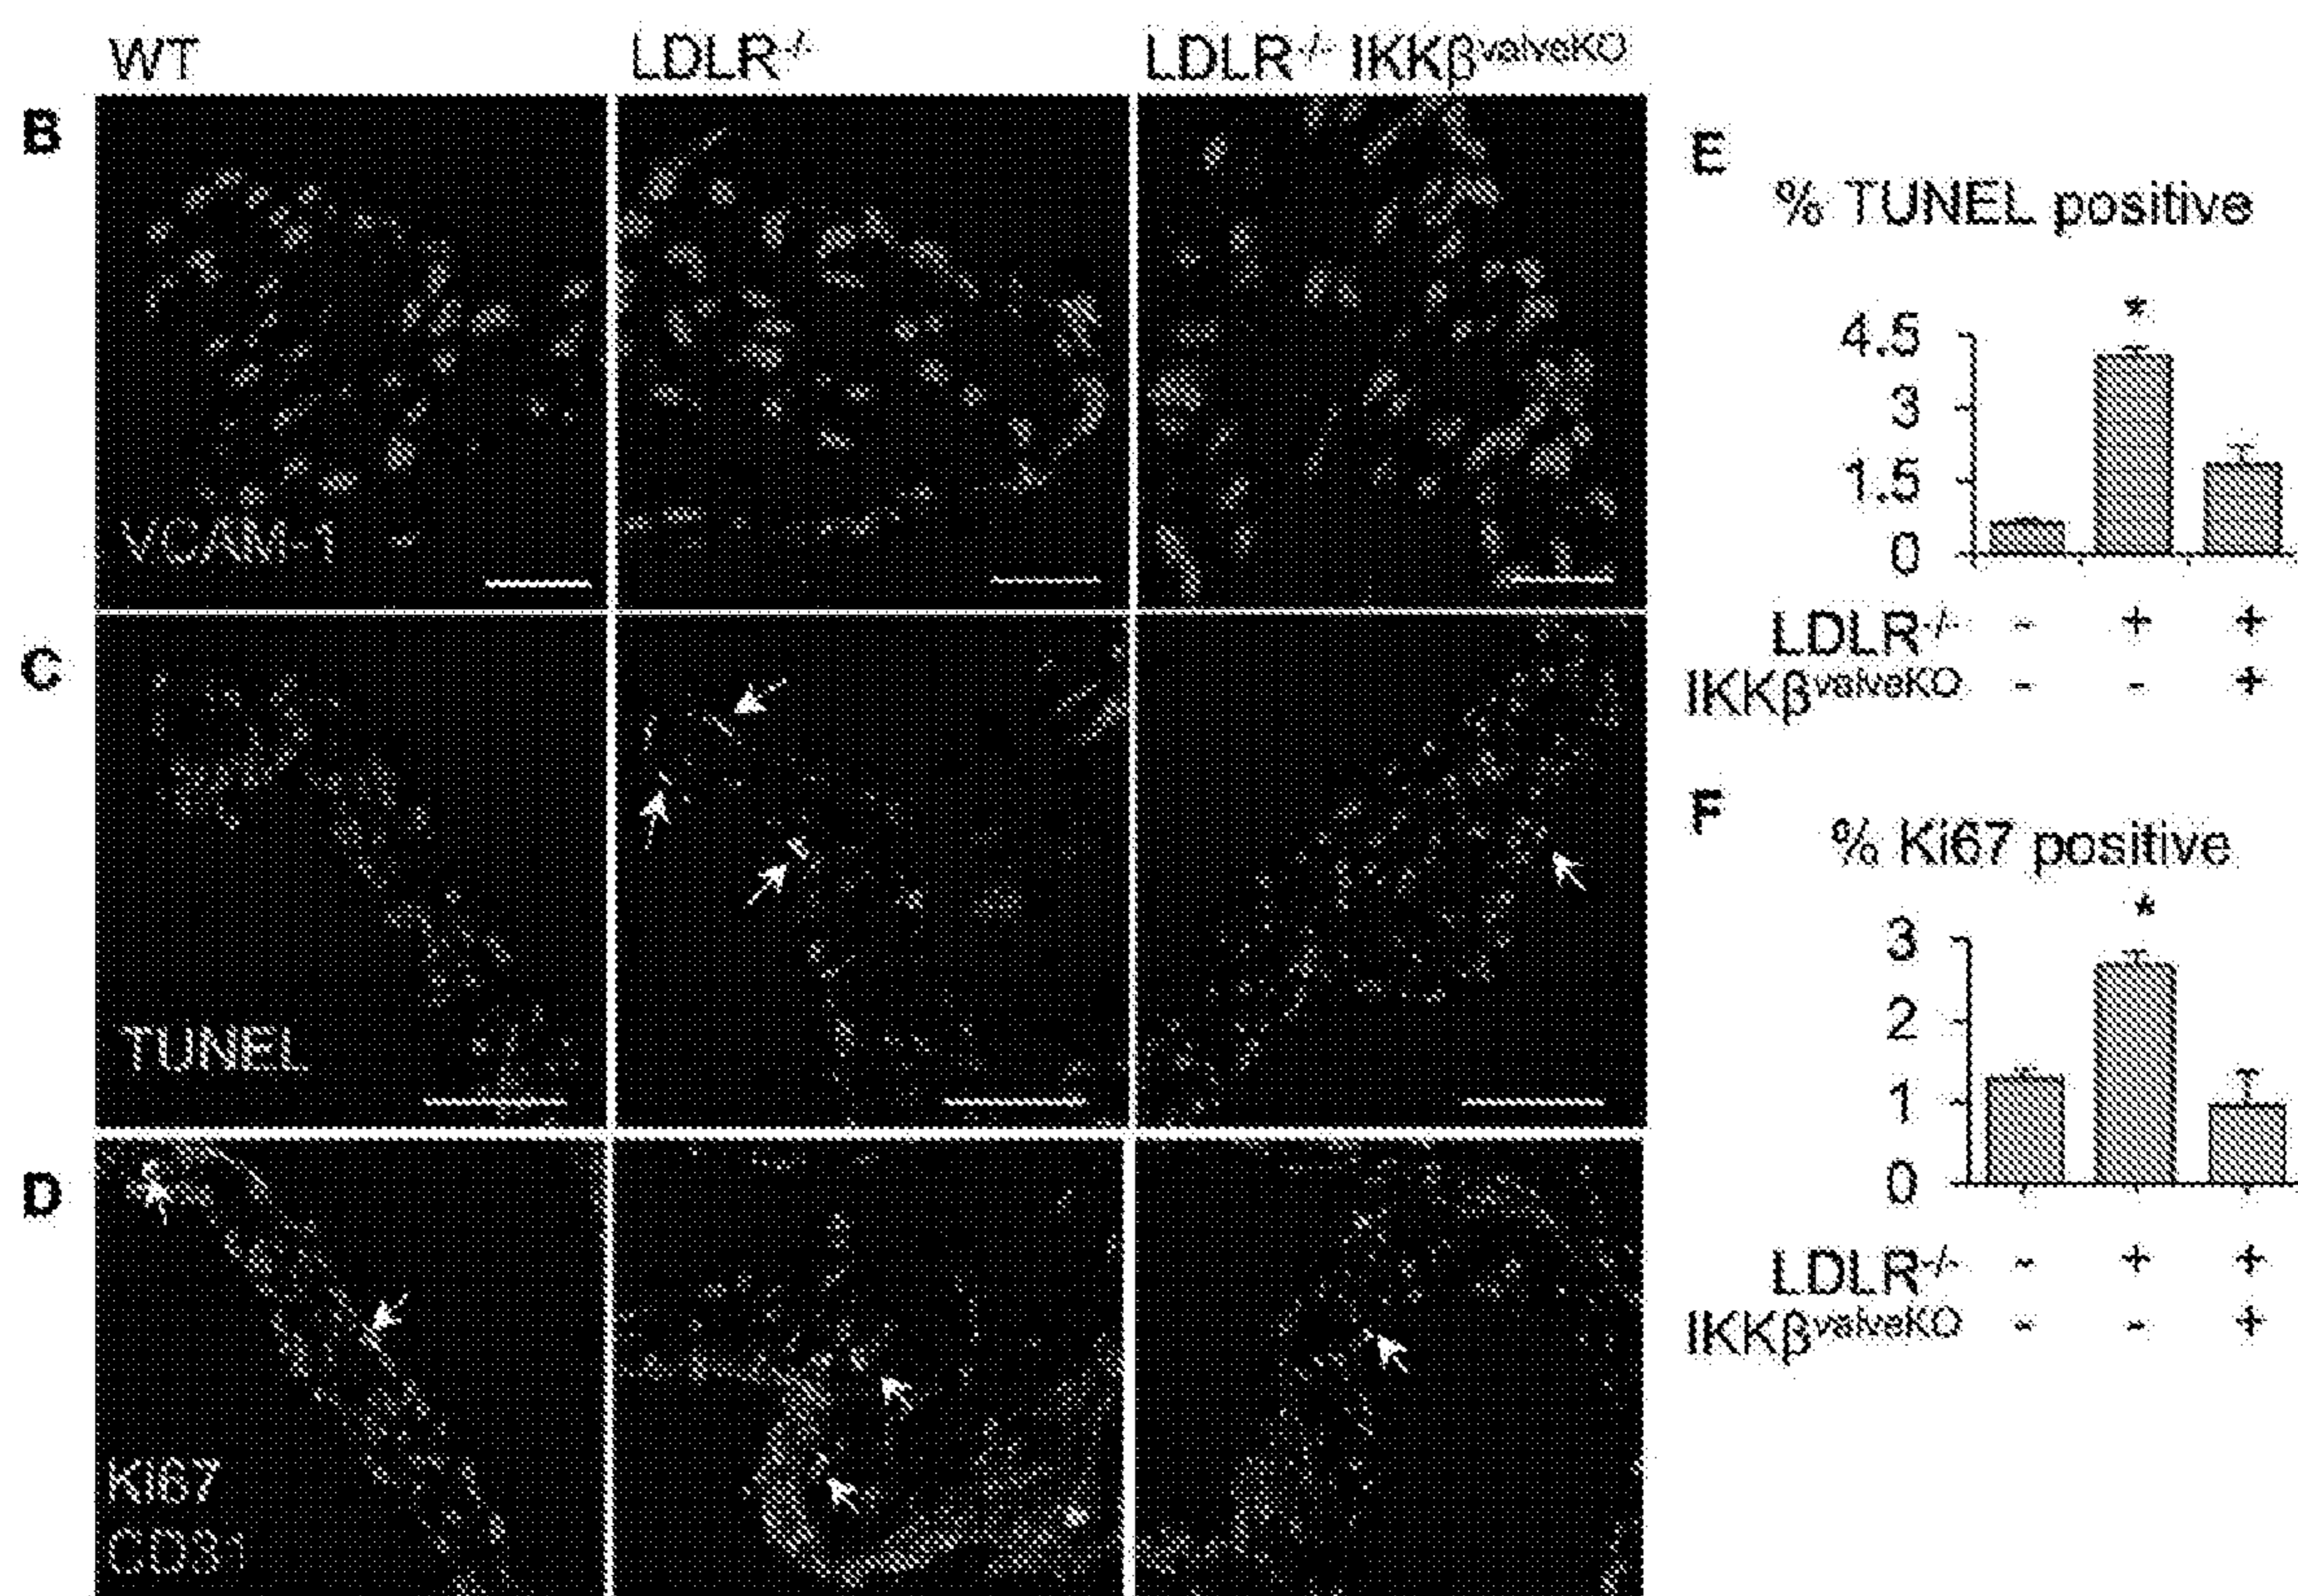 WT LDLR-/- LDLR-/- IKKβvalveKO
B
VCAM-1
C
TUNEL
D
Ki67
CD31
E
% TUNEL positive
*
4.5
3
1.5
0
LDLR-/- - + +
IKKβvalveKO - - +
F
% Ki67 positive
*
3
2
1
0
LDLR-/- - + +
IKKβvalveKO - - +